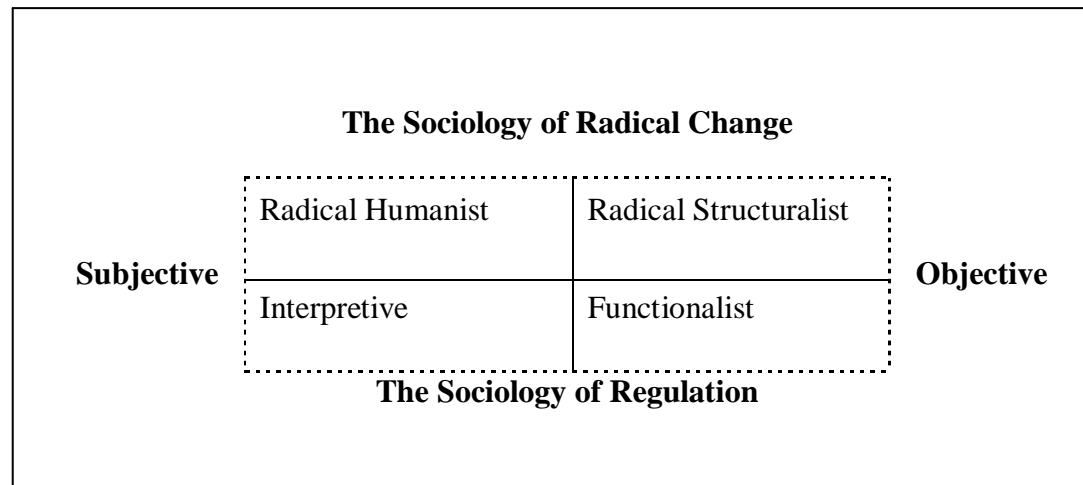 The Sociology of Radical Change
Radical Humanist
Radical Structuralist
Subjective
Objective
Interpretive
Functionalist
The Sociology of Regulation